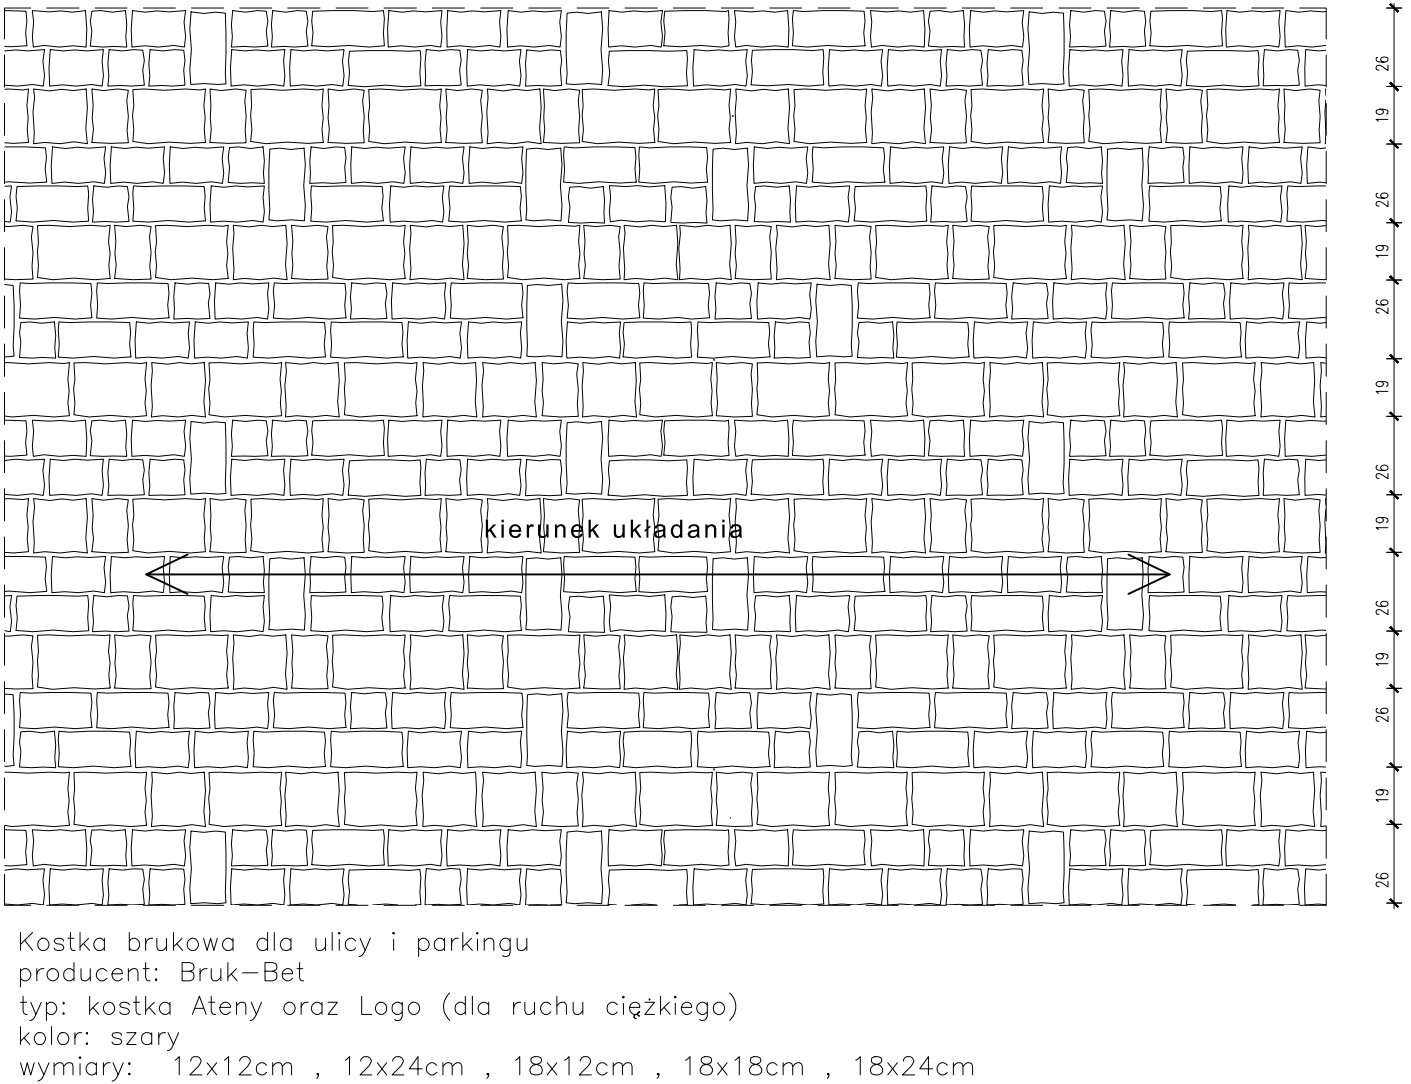 26
19
26
19
26
19
26
19
26
19
26
19
26
kierunek układania
Kostka brukowa dla ulicy i parkingu
producent: Bruk–Bet
typ: kostka Ateny oraz Logo (dla ruchu ciężkiego)
kolor: szary
wymiary: 12x12cm , 12x24cm , 18x12cm , 18x18cm , 18x24cm